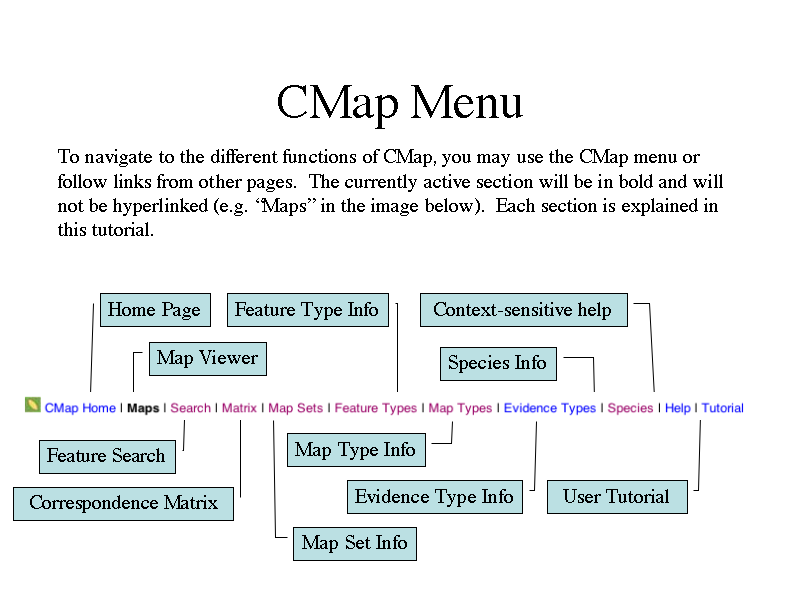 CMap Menu
To navigate to the different functions of CMap, you may use the CMap menu or
follow links from other pages.  The currently active section will be in bold and will
not be hyperlinked (e.g. “Maps” in the image below).  Each section is explained in
this tutorial.
Home Page
Feature Type Info
Context-sensitive help
Map Viewer
Species Info
CMap Home | Maps | Search | Matrix | Map Sets | Feature Types | Map Types | Evidence Types | Species | Help | Tutorial
Feature Search
Map Type Info
Correspondence Matrix
Evidence Type Info
User Tutorial
Map Set Info